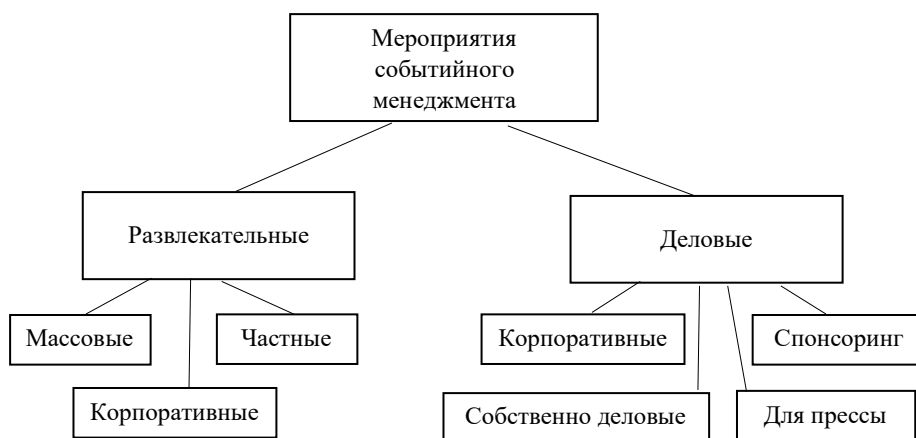 Мероприятия
событийного
менеджмента
Развлекательные
Деловые
Массовые
Частные
Корпоративные
Спонсоринг
Корпоративные
Собственно деловые
Для прессы